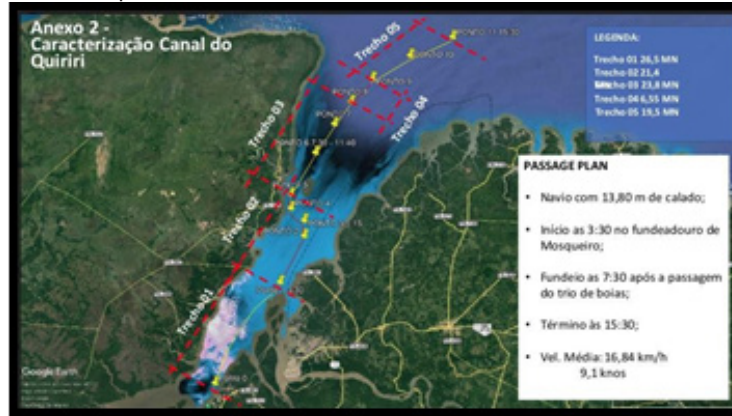 Anexo 2 -
Caracterização Canal do
Quiriri
Trecho 05
Trecho 03
Trecho 04
Trecho 02
Trecho 01
LEGENDA:
Trecho 01 26,5 MN
Trecho 02 21,4
Trecho 03 23,8 MN
Trecho 04 6,55 MN
Trecho 05 19,5 MN
PASSAGE PLAN
• Navio com 13,80 m de calado;
• Início as 3:30 no fundeadouro de
Mosqueiro;
• Fundeio as 7:30 após a passagem
do trio de boias;
• Término às 15:30;
• Vel. Média: 16,84 km/h
9,1 knos
Google Earth